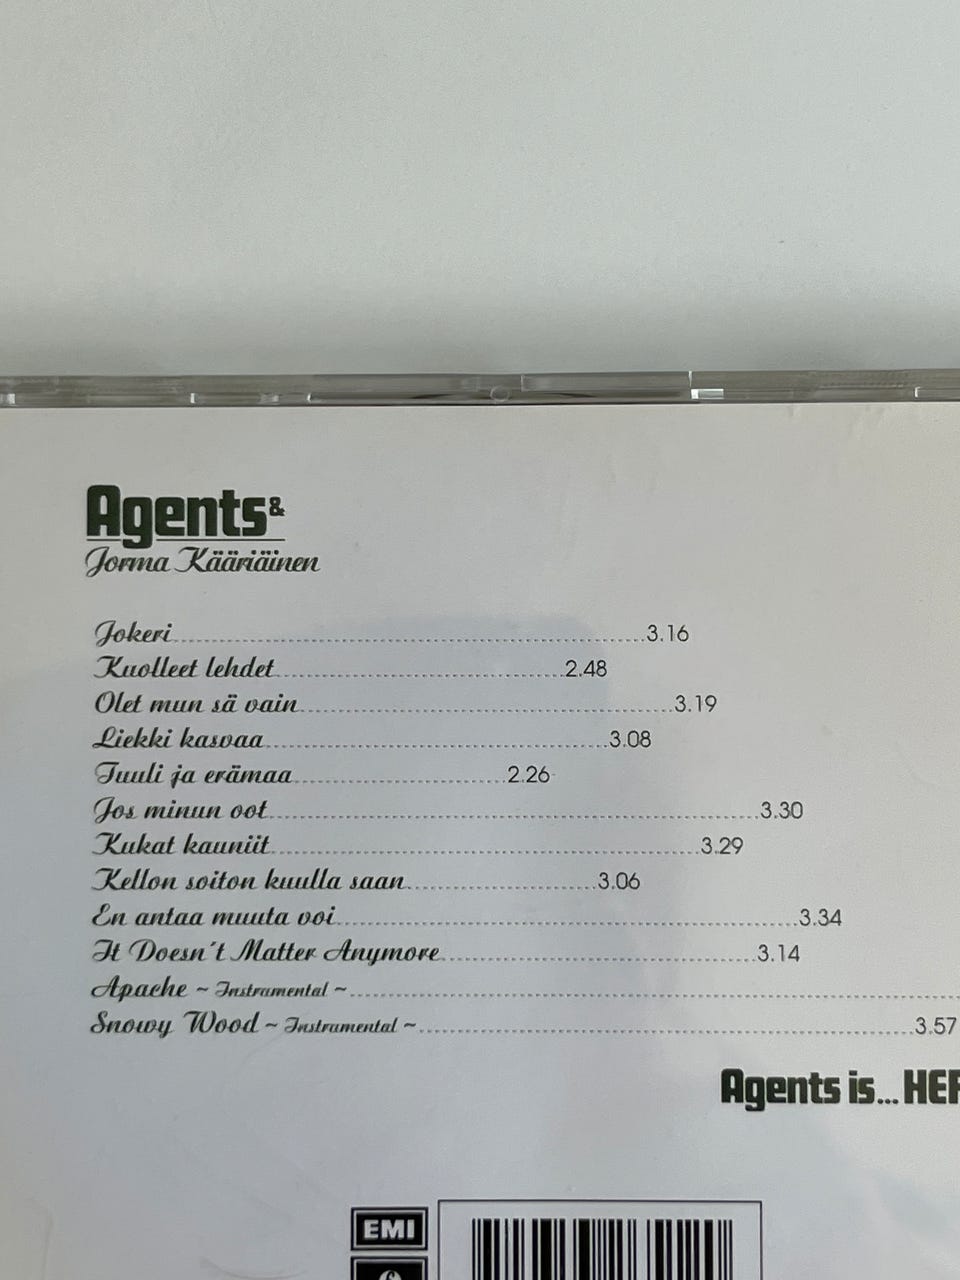 Agents &
Jorma Kääriäinen
Jokeri 3.16
Kuolleet lehdet 2.48
Olet mun sä vain 3.19
Liekki kasvaa 3.08
Tuuli ja erämaa 2.26
Jos minun oot 3.30
Kukat kauniit 3.29
Kellon soiton kuulla saan 3.06
En antaa muuta voi 3.34
It Doesn´t Matter Anymore 3.14
Apache ~ Instrumental ~
Snowy Wood ~ Instrumental ~ 3.57
Agents is...
EMI